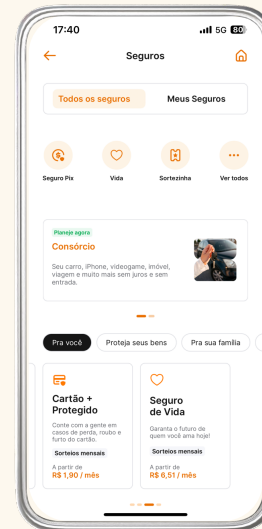 17:40
5G 80
Seguros
Todos os seguros
Meus Seguros
Seguro Pix
Vida
Sortezinha
Ver todos
Planeje agora
Consórcio
Seu carro, iPhone, videogame, imóvel,
viagem e muito mais sem juros e sem
entrada.
Pra você
Proteja seus bens
Pra sua família
Cartão +
Protegido
Conte com a gente em
casos de perda, roubo e
furto do cartão.
Sorteios mensais
A partir de
R$ 1,90 / mês
Seguro
de Vida
Garanta o futuro de
quem você ama hoje!
Sorteios mensais
A partir de
R$ 6,51 / mês